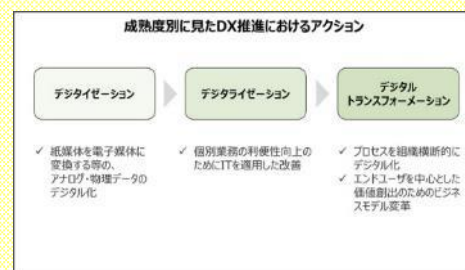 成熟度別に見たDX推進におけるアクション
デジタイゼーション
デジタライゼーション
デジタル
トランスフォーメーション
✓ 紙媒体を電子媒体に
変換する等の、
アナログ・物理データの
デジタル化
✓ 個別業務の利便性向上の
ためにITを適用した改善
✓ プロセスを組織横断的に
デジタル化
✓ エンドユーザを中心とした
価値創出のためのビジネ
スモデル変革